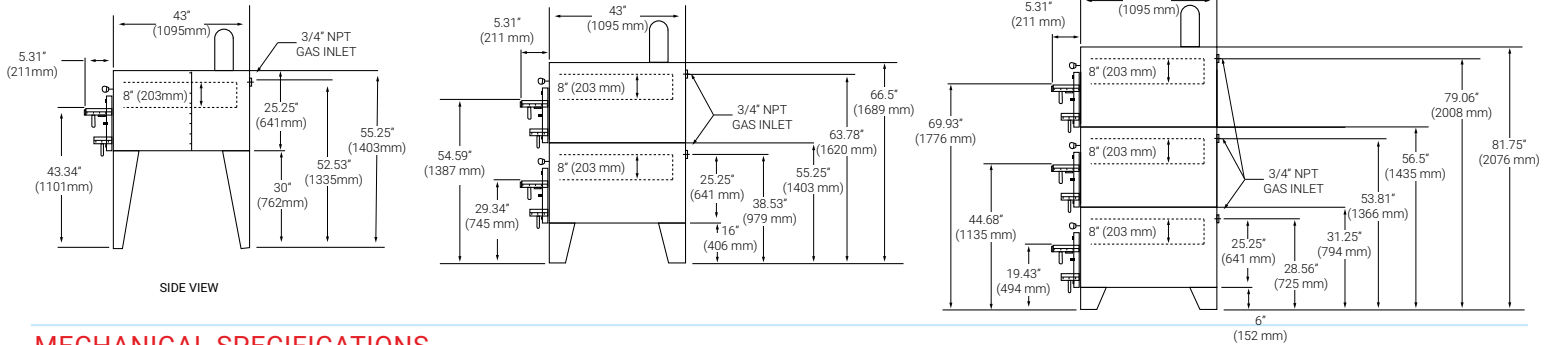 43”
(1095mm)
3/4” NPT
GAS INLET
5.31”
(211mm)
8” (203mm)
25.25”
(641mm)
55.25”
(1403mm)
52.53”
(1335mm)
43.34”
(1101mm)
30”
(762mm)
SIDE VIEW
43”
(1095 mm)
5.31”
(211 mm)
8” (203 mm)
3/4” NPT
GAS INLET
66.5”
(1689 mm)
63.78”
(1620 mm)
54.59”
(1387 mm)
8” (203 mm)
25.25”
(641 mm)
55.25”
(1403 mm)
38.53”
(979 mm)
29.34”
(745 mm)
16”
(406 mm)
5.31”
(211 mm)
(1095 mm)
8” (203 mm)
79.06”
(2008 mm)
69.93”
(1776 mm)
81.75”
(2076 mm)
56.5”
(1435 mm)
8” (203 mm)
3/4” NPT
GAS INLET
53.81”
(1366 mm)
44.68”
(1135 mm)
8” (203 mm)
31.25”
(794 mm)
25.25”
(641 mm)
28.56”
(725 mm)
19.43”
(494 mm)
6”
(152 mm)
MECHANICAL SPECIFICATIONS